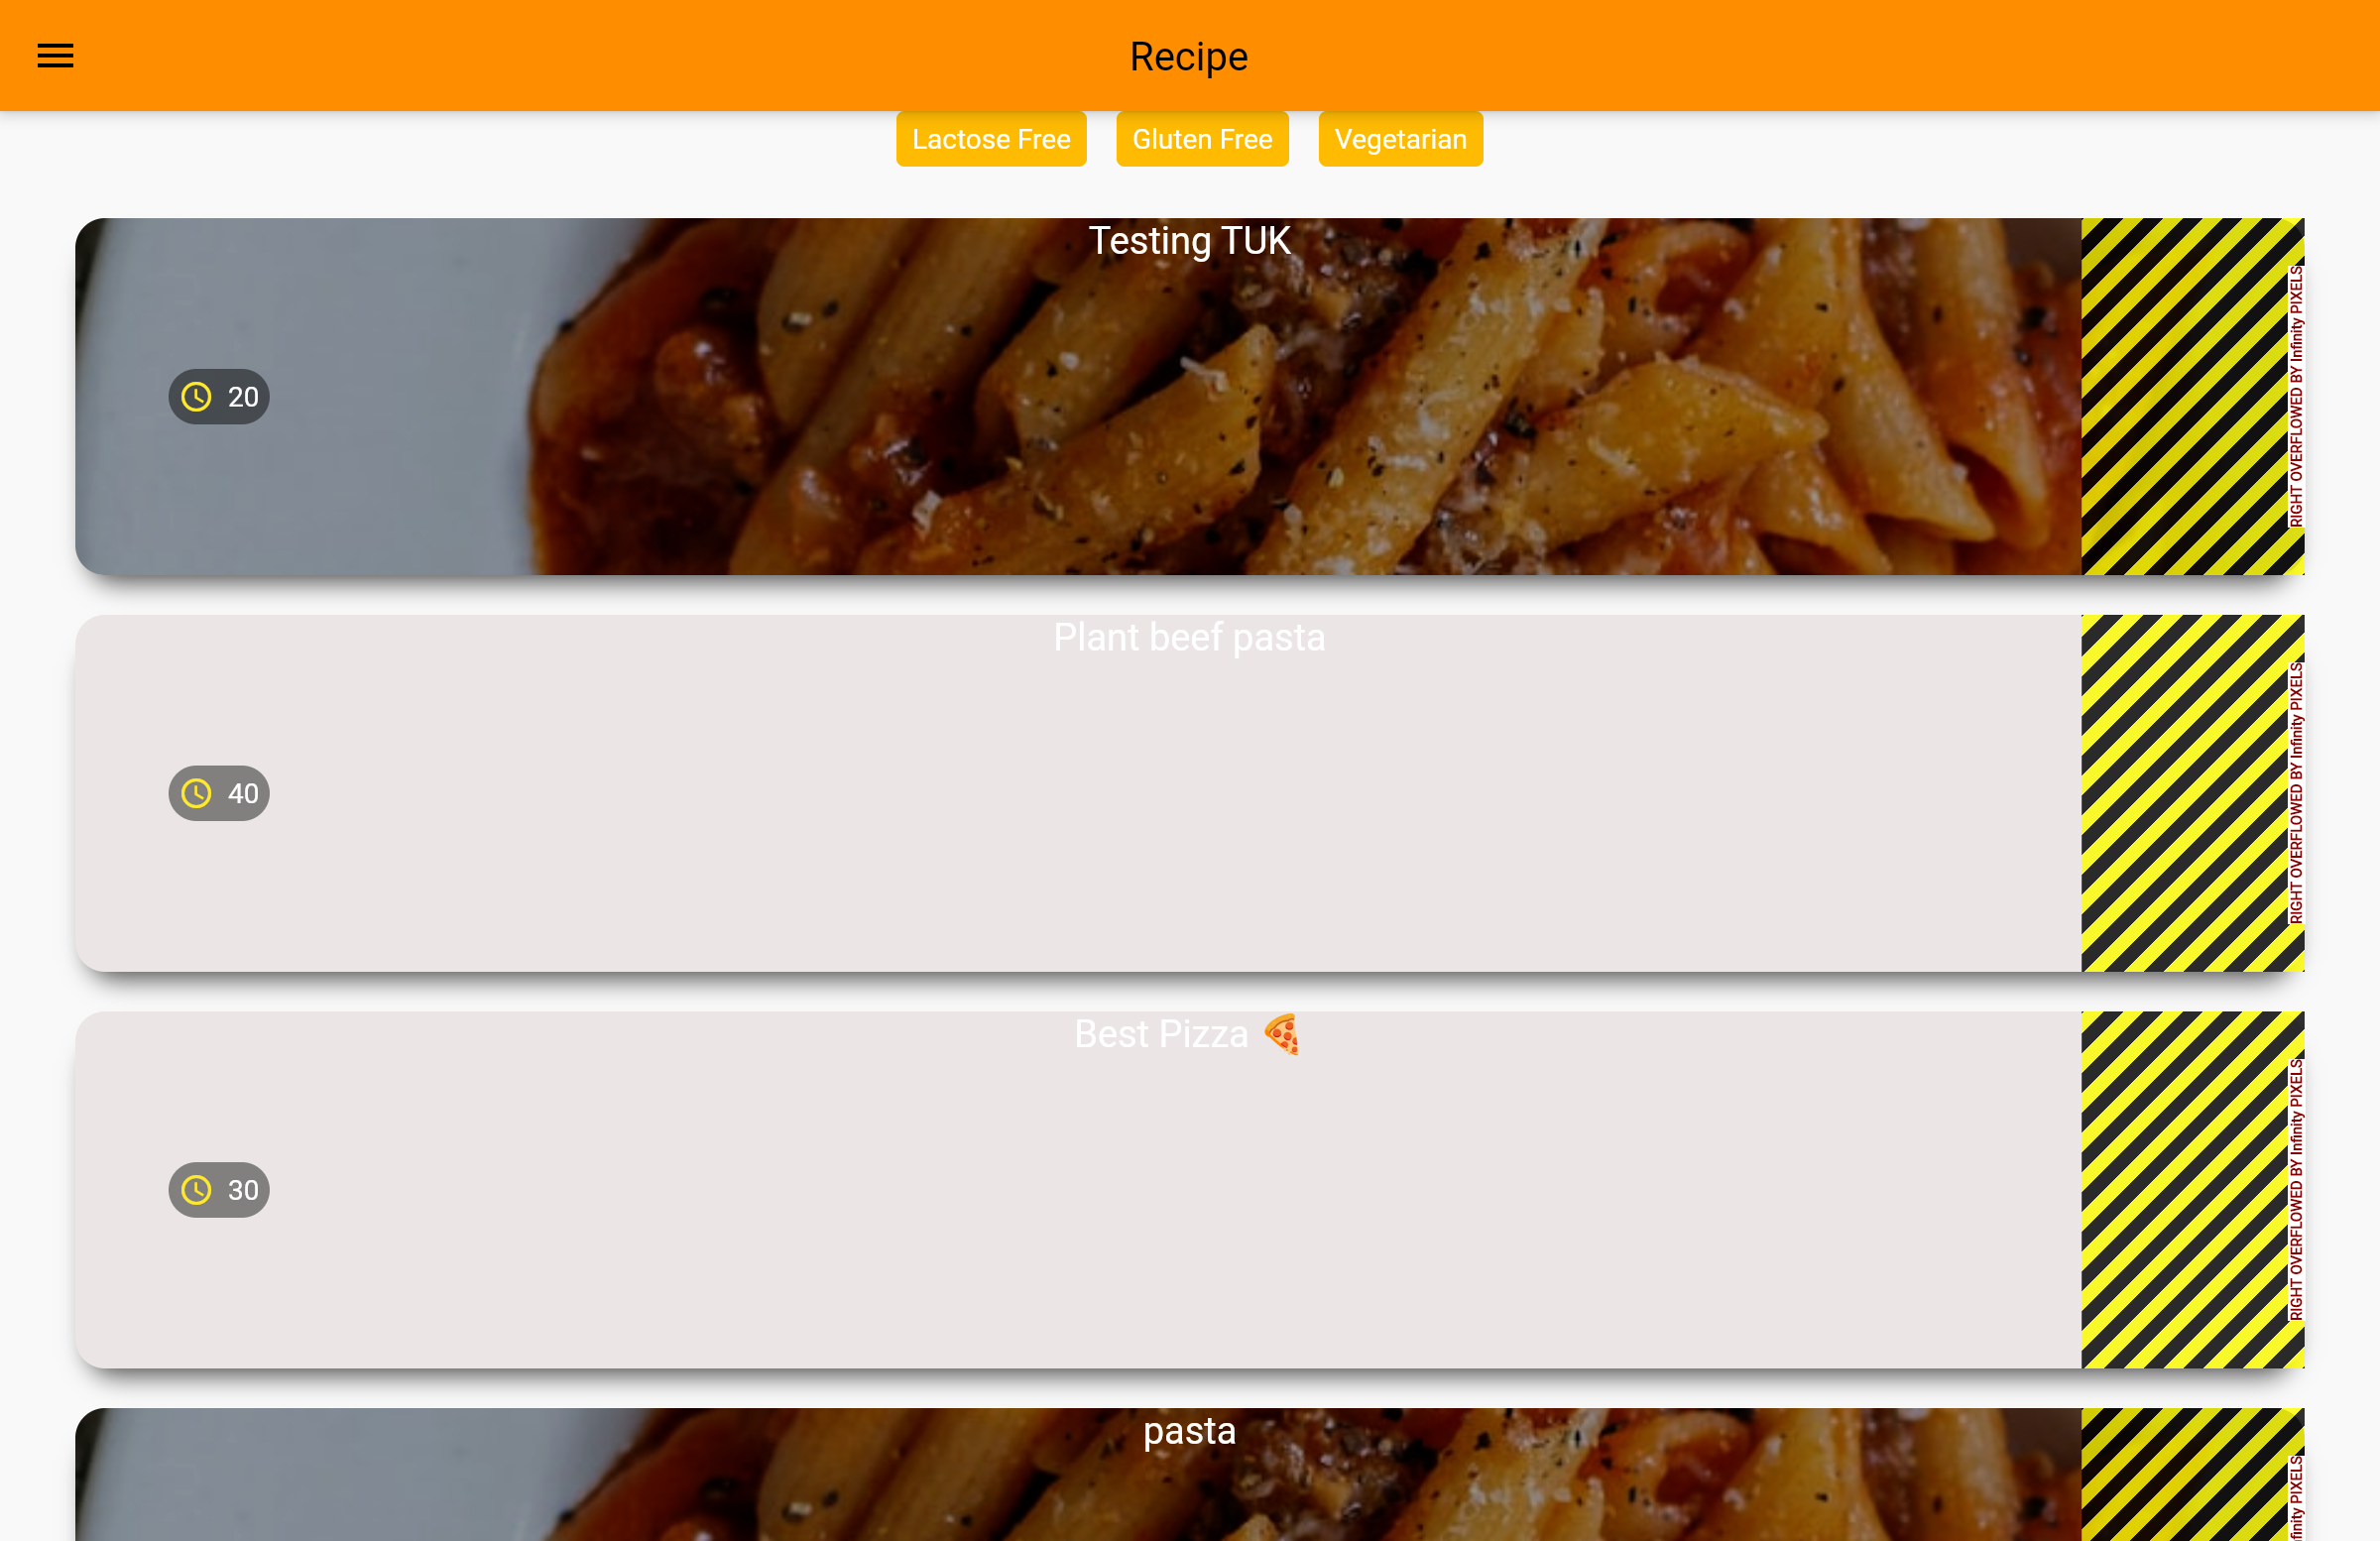 Recipe
Lactose Free Gluten Free Vegetarian
Testing TUK
20
RIGHT OVERFLOWED BY Infinity PIXELS
Plant beef pasta
40
RIGHT OVERFLOWED BY Infinity PIXELS
Best Pizza 🍕
30
RIGHT OVERFLOWED BY Infinity PIXELS
pasta
finity PIXELS